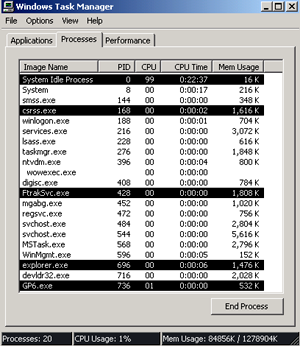 Windows Task Manager
File Options View Help
Applications Processes Performance
Image Name PID CPU CPU Time Mem Usage
System Idle Process 0 99 0:22:37 16 K
System 8 00 0:00:17 216 K
smss.exe 144 00 0:00:00 348 K
csrss.exe 168 00 0:00:02 1,616 K
winlogon.exe 188 00 0:00:01 704 K
services.exe 216 00 0:00:00 3,072 K
lsass.exe 228 00 0:00:00 616 K
taskmgr.exe 276 00 0:00:00 1,848 K
ntvdm.exe 396 00 0:00:04 800 K
wowexec.exe 00
digisc.exe 408 00 0:00:00 784 K
FtrakSvc.exe 428 00 0:00:00 1,808 K
mgabg.exe 452 00 0:00:00 1,020 K
regsvc.exe 472 00 0:00:00 756 K
svchost.exe 484 00 0:00:00 2,804 K
svchost.exe 544 00 0:00:00 5,616 K
MSTask.exe 568 00 0:00:00 2,796 K
WinMgmt.exe 596 00 0:00:05 152 K
explorer.exe 696 00 0:00:06 1,476 K
devldr32.exe 716 00 0:00:00 2,028 K
GP6.exe 736 01 0:00:00 532 K
End Process
Processes: 20 CPU Usage: 1% Mem Usage: 84856K / 1278904K